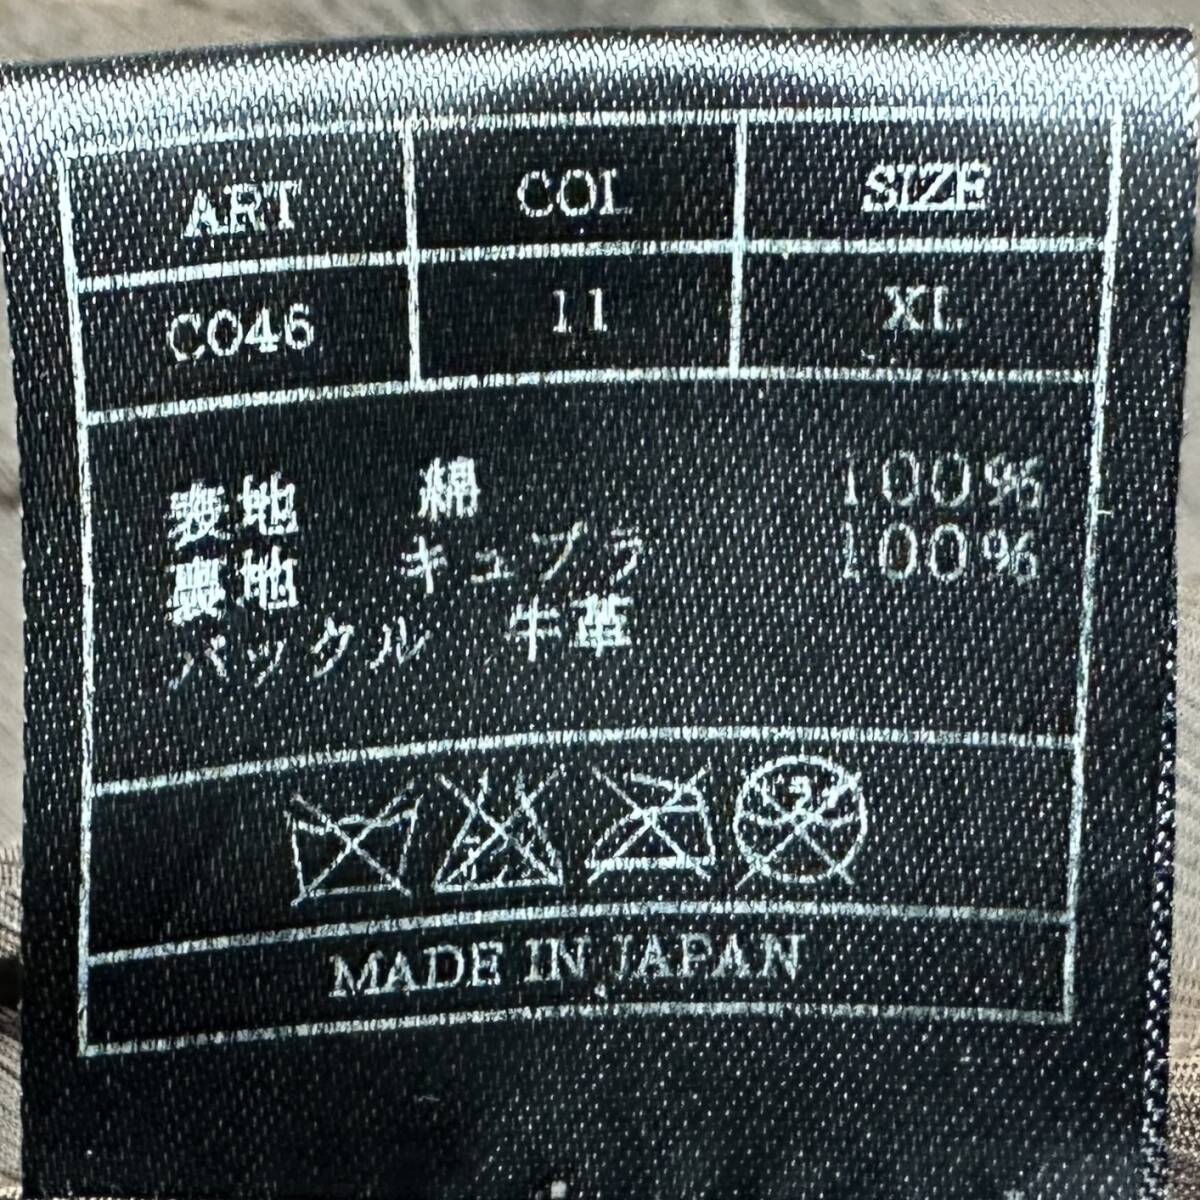 ART COL SIZE
C046 11 XL
表地 綿 100%
裏地 キュプラ 100%
バックル 牛革
MADE IN JAPAN